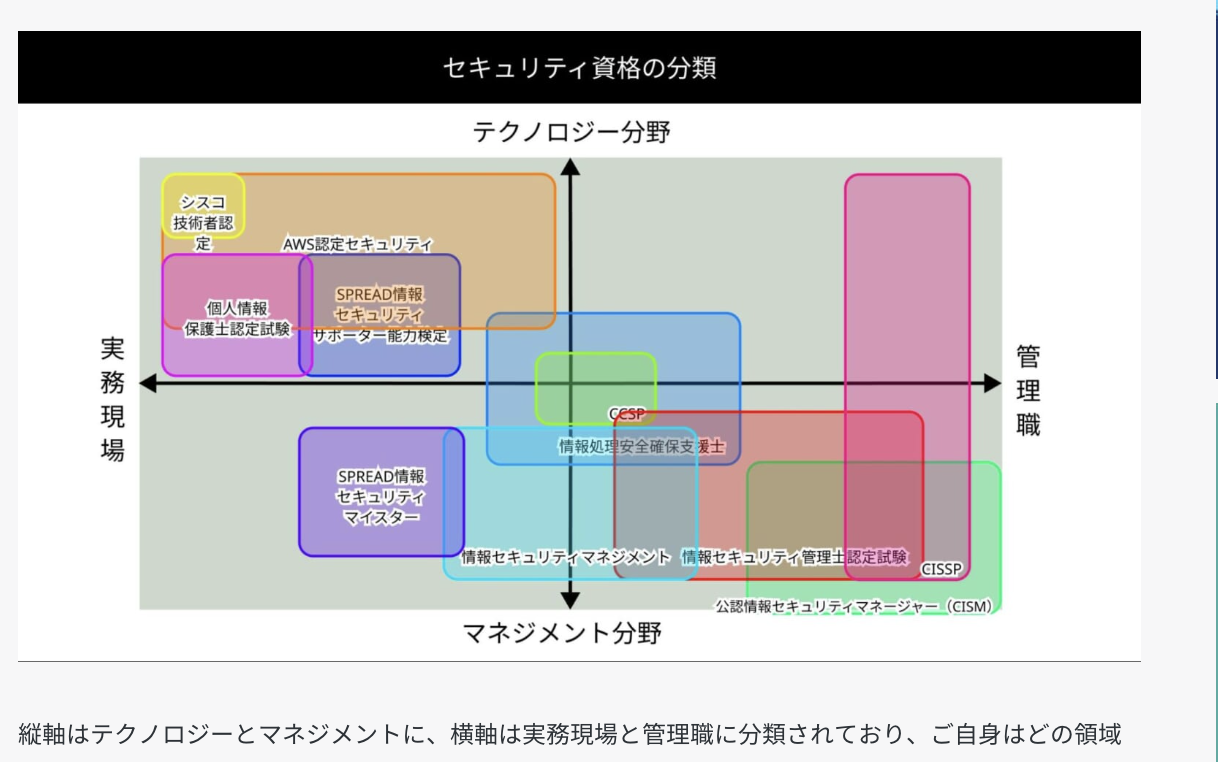 セキュリティ資格の分類
テクノロジー分野
シスコ
技術者認
定
AWS認定セキュリティ
個人情報
保護士認定試験
SPREAD情報
セキュリティ
サポーター能力検定
実務現場
管理職
CCSP
情報処理安全確保支援士
SPREAD情報
セキュリティ
マイスター
情報セキュリティマネジメント
情報セキュリティ管理士認定試験
CISSP
公認情報セキュリティマネージャー（CISM）
マネジメント分野
縦軸はテクノロジーとマネジメントに、横軸は実務現場と管理職に分類されており、ご自身はどの領域